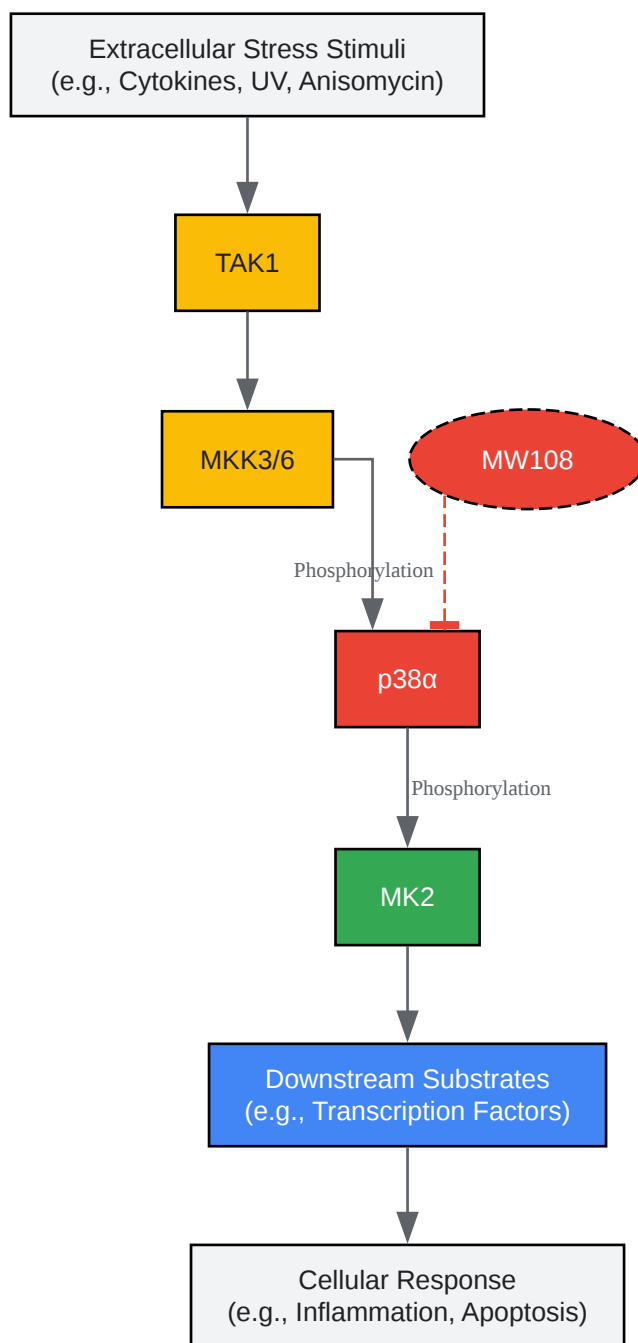 Extracellular Stress Stimuli
(e.g., Cytokines, UV, Anisomycin)
TAK1
MKK3/6
MW108
Phosphorylation
p38α
Phosphorylation
MK2
Downstream Substrates
(e.g., Transcription Factors)
Cellular Response
(e.g., Inflammation, Apoptosis)